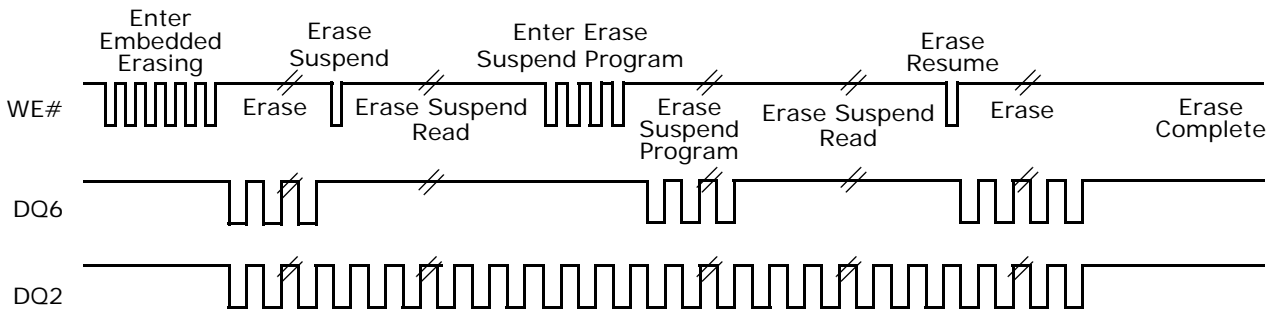 Enter
Embedded
Erasing
Erase
Suspend
Enter Erase
Suspend Program
Erase
Resume
WE#
Erase
Erase Suspend
Read
Erase
Suspend
Program
Erase Suspend
Read
Erase
Erase
Complete
DQ6
DQ2